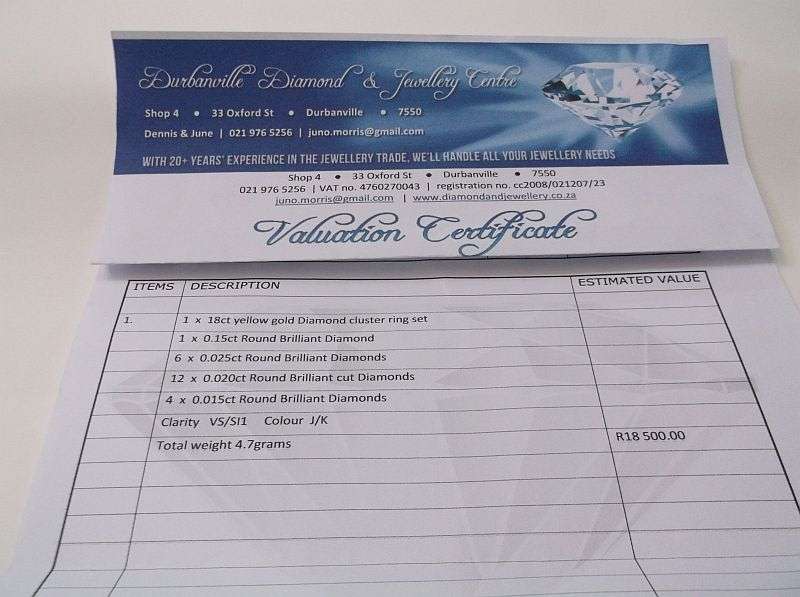 Durbanville Diamond & Jewellery Centre
Shop 4 • 33 Oxford St • Durbanville • 7550
Dennis & June | 021 976 5256 | juno.morris@gmail.com
WITH 20+ YEARS' EXPERIENCE IN THE JEWELLERY TRADE, WE'LL HANDLE ALL YOUR JEWELLERY NEEDS
Shop 4 • 33 Oxford St • Durbanville • 7550
021 976 5256 | VAT no. 4760270043 | registration no. cc2008/021207/23
juno.morris@gmail.com | www.diamondandjewellery.co.za
Valuation Certificate
ITEMS DESCRIPTION ESTIMATED VALUE
1. 1 x 18ct yellow gold Diamond cluster ring set
1 x 0.15ct Round Brilliant Diamond
6 x 0.025ct Round Brilliant Diamonds
12 x 0.020ct Round Brilliant cut Diamonds
4 x 0.015ct Round Brilliant Diamonds
Clarity VS/SI1 Colour J/K
Total weight 4.7grams R18 500.00